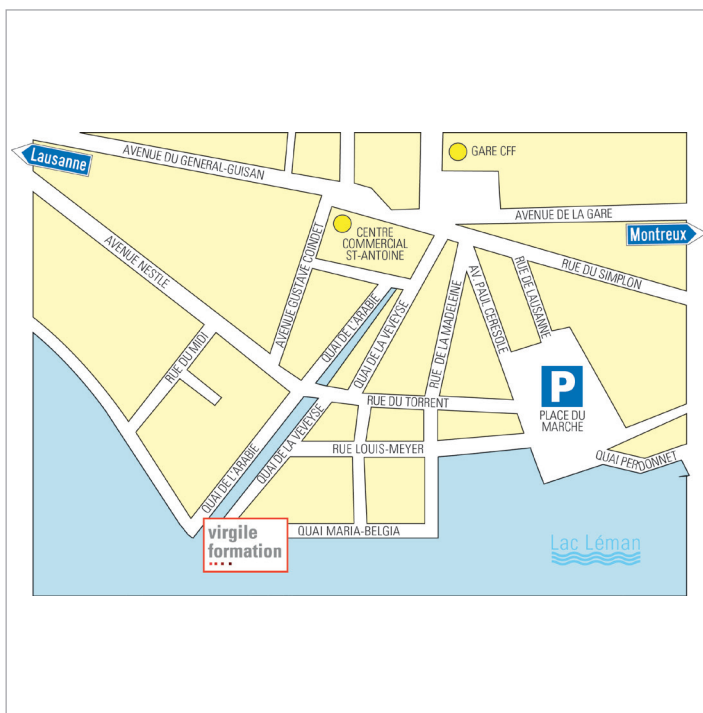 GARE CFF
Lausanne
AVENUE DU GENERAL-GUISAN
AVENUE DE LA GARE
CENTRE
COMMERCIAL
ST-ANTOINE
Montreux
AVENUE NESTLE
AVENUE GUSTAVE COINDET
RUE DU SIMPLON
AV. PAUL CERESOLE
RUE DE LAUSANNE
QUAI DE L'ARABIE
QUAI DE LA VEVEYSE
RUE DE LA MADELEINE
RUE DU MIDI
P
PLACE DU
MARCHE
RUE DU TORRENT
QUAI DE L'ARABIE
QUAI DE LA VEVEYSE
RUE LOUIS-MEYER
QUAI PERDONNET
virgile
formation
QUAI MARIA-BELGIA
Lac Léman